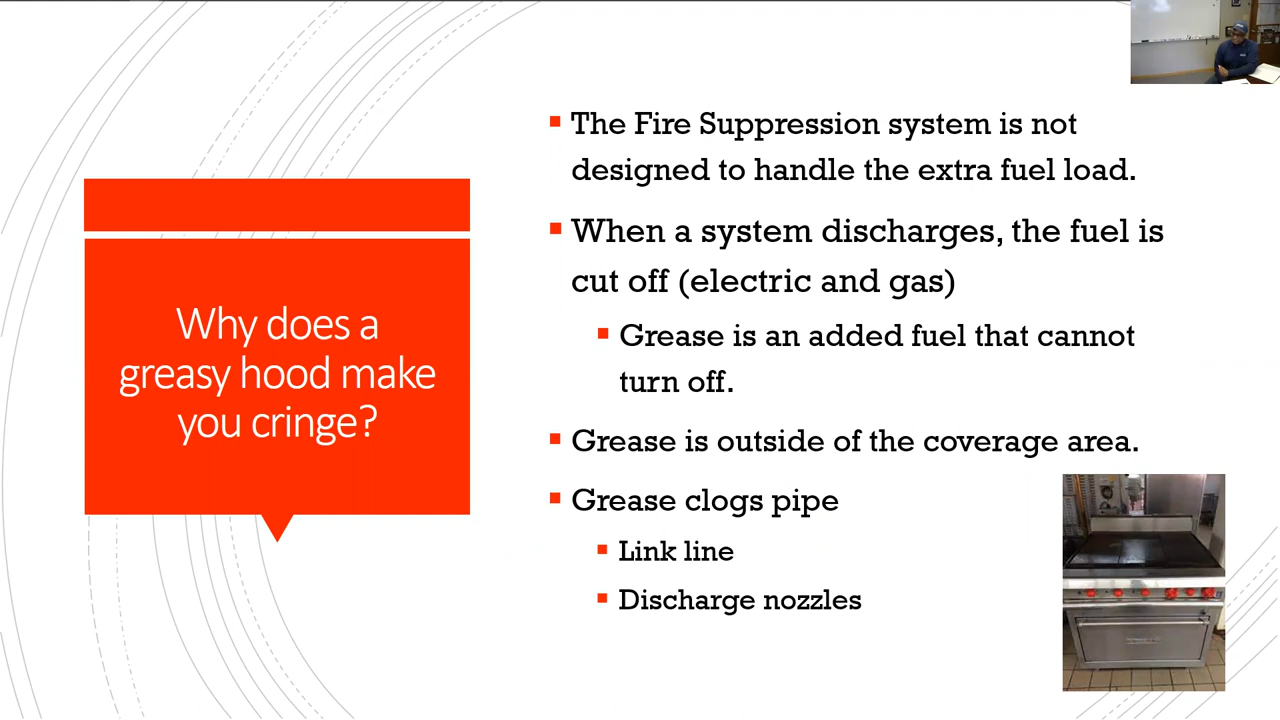 Why does a
greasy hood make
you cringe?
The Fire Suppression system is not
designed to handle the extra fuel load.
When a system discharges, the fuel is
cut off (electric and gas)
Grease is an added fuel that cannot
turn off.
Grease is outside of the coverage area.
Grease clogs pipe
Link line
Discharge nozzles